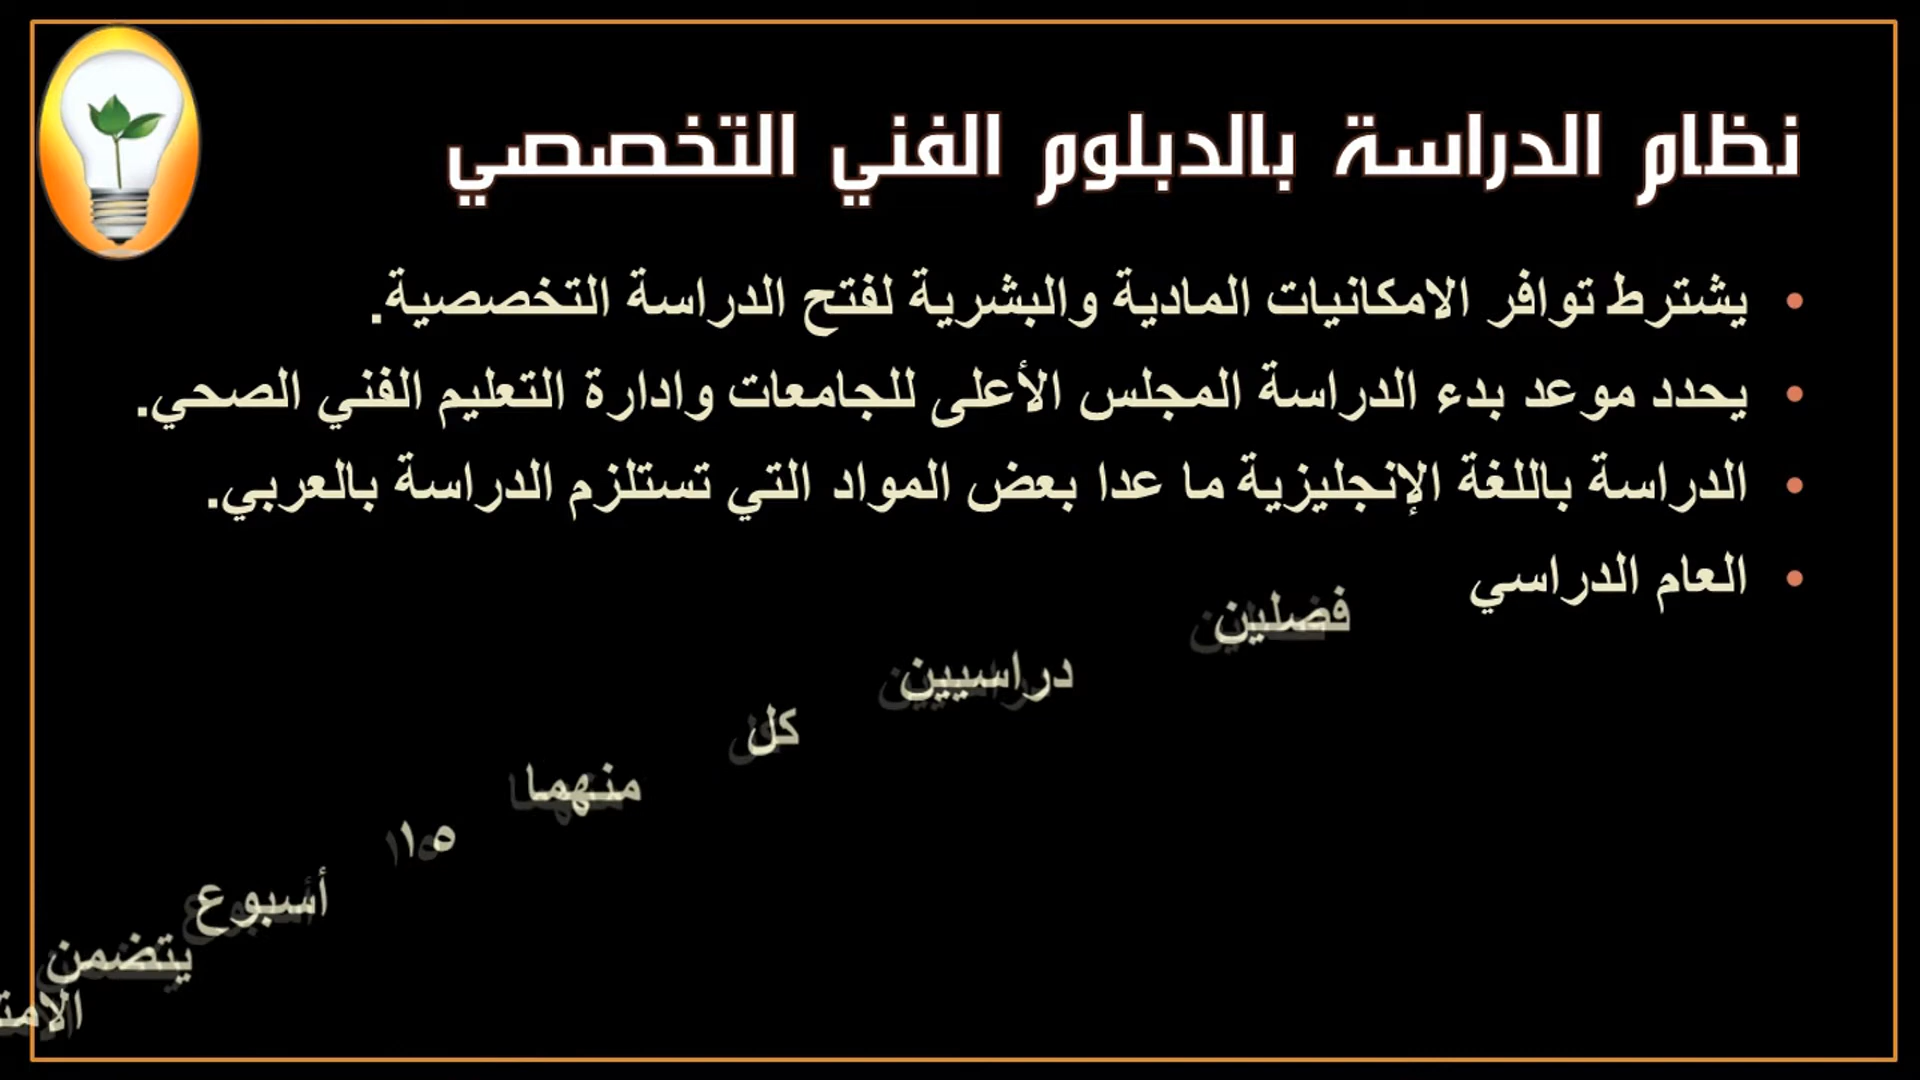 نظام الدراسة بالدبلوم الفني التخصصي
يشترط توافر الامكانيات المادية والبشرية لفتح الدراسة التخصصية.
يحدد موعد بدء الدراسة المجلس الأعلى للجامعات وادارة التعليم الفني الصحي.
الدراسة باللغة الإنجليزية ما عدا بعض المواد التي تستلزم الدراسة بالعربي.
العام الدراسي
فضلين
دراسيين
كل
منهما
١٥
أسبوع
يتضمن